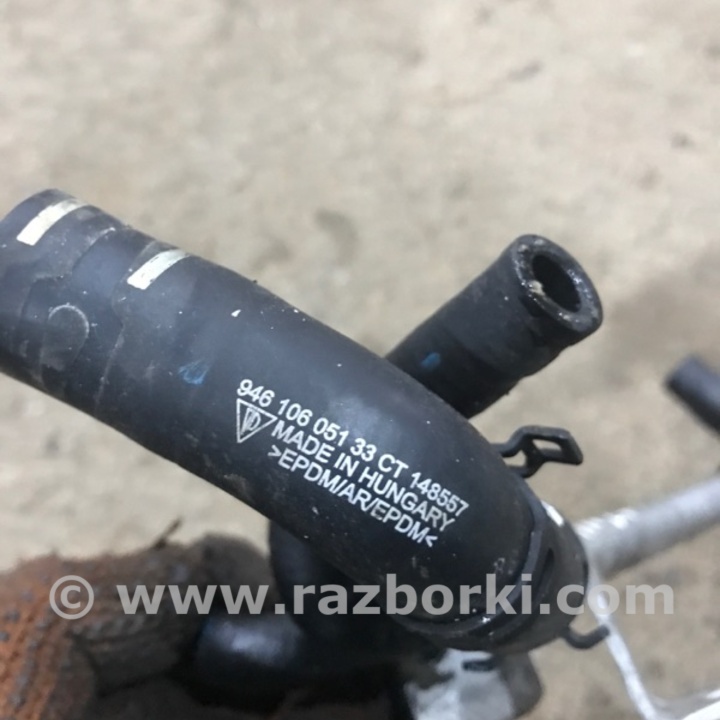 946 106 051 33 CT 148557
MADE IN HUNGARY
>EPDM/AR/EPDM<
© www.razborki.com ®